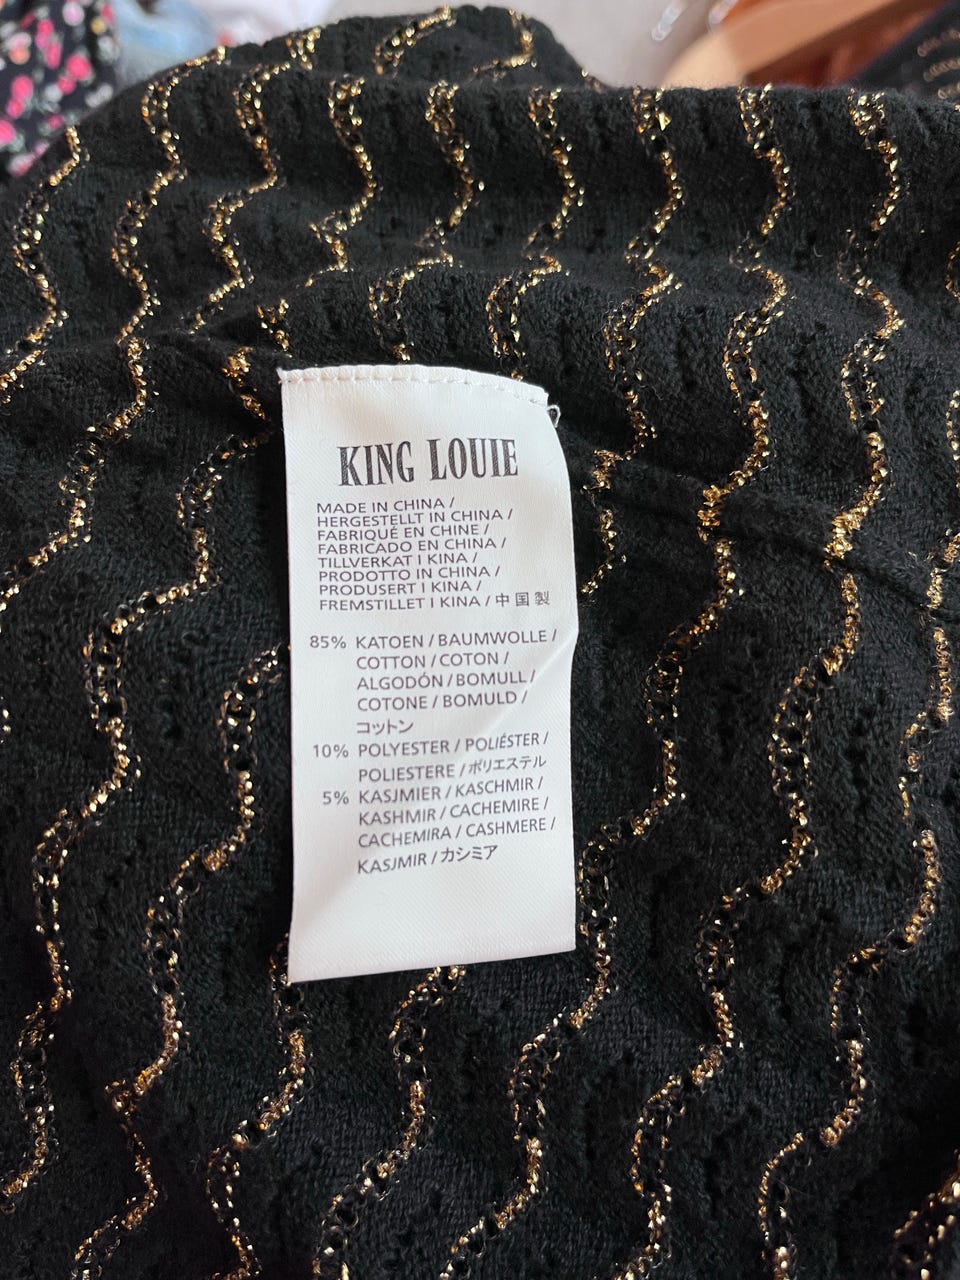 KING LOUIE
MADE IN CHINA /
HERGESTELLT IN CHINA /
FABRIQUÉ EN CHINE /
FABRICADO EN CHINA /
TILLVERKAT I KINA /
PRODOTTO IN CHINA /
PRODUSERT I KINA /
FREMSTILLET I KINA / 中国製
85% KATOEN / BAUMWOLLE /
COTTON / COTON /
ALGODÓN / BOMULL /
COTONE / BOMULD /
コットン
10% POLYESTER / POLIÉSTER /
POLIESTERE / ポリエステル
5% KASJMIER / KASCHMIR /
KASHMIR / CACHEMIRE /
CACHEMIRA / CASHMERE /
KASJMIR / カシミア